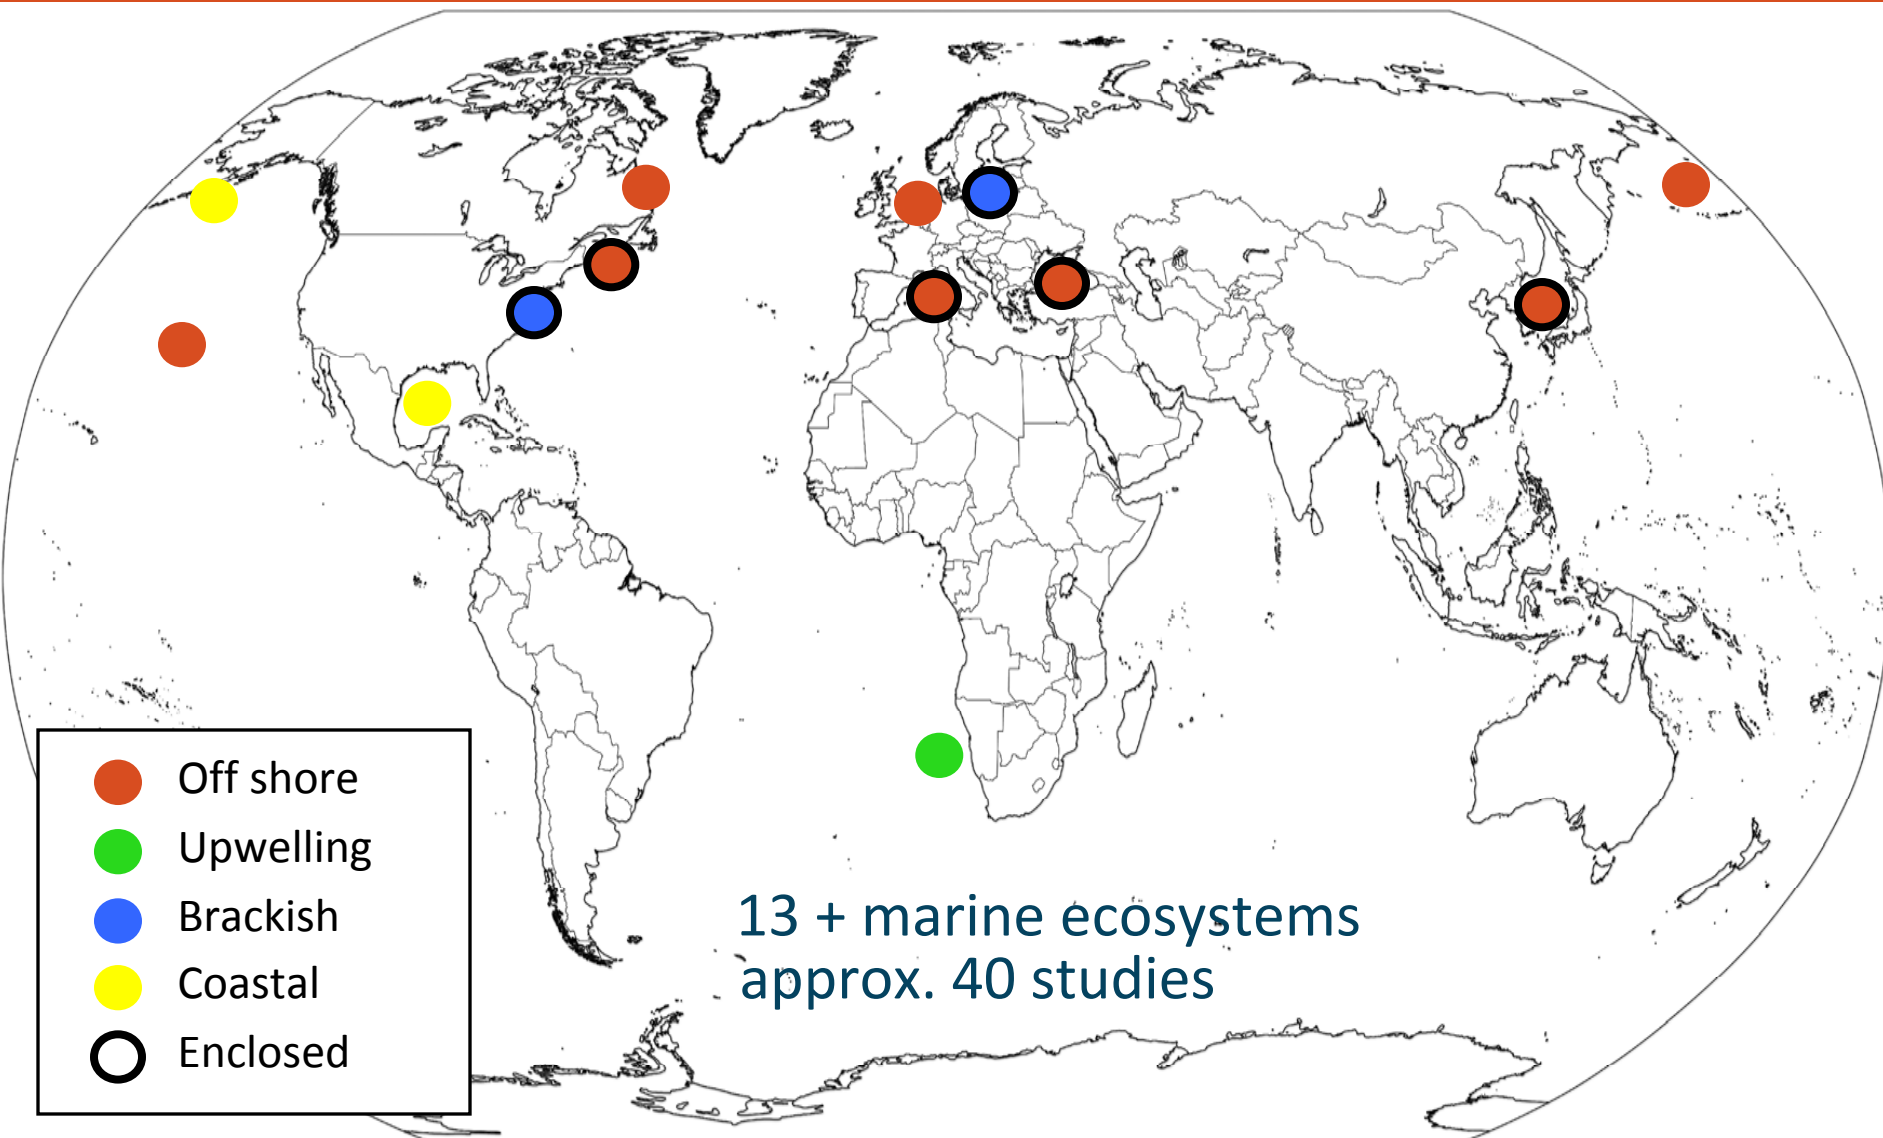 Off shore
Upwelling
Brackish
Coastal
Enclosed
13 + marine ecosystems
approx. 40 studies